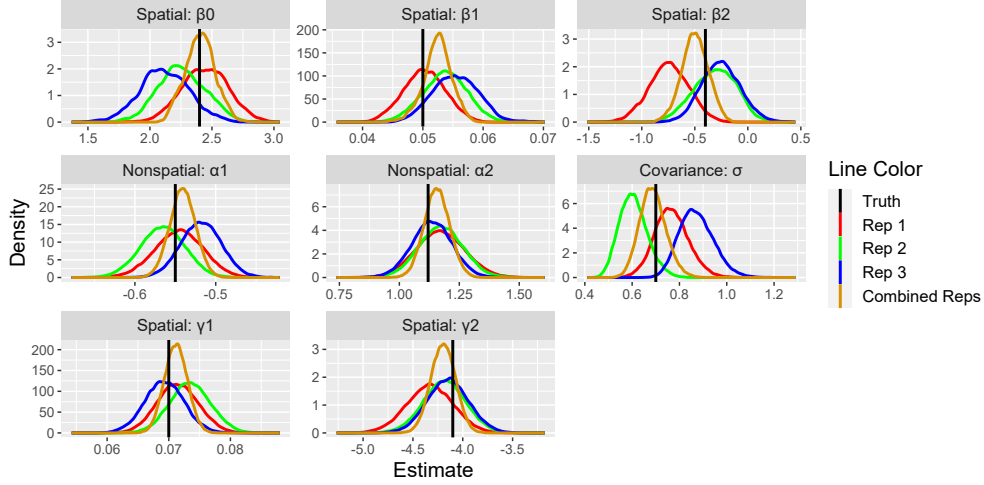 Spatial: β0
Spatial: β1
Spatial: β2
3
2
1
0
1.5 2.0 2.5 3.0
200
150
100
50
0
0.04 0.05 0.06 0.07
3
2
1
0
-1.5 -1.0 -0.5 0.0 0.5
Nonspatial: α1
Nonspatial: α2
Covariance: σ
25
20
15
10
5
0
-0.6 -0.5
6
4
2
0
0.75 1.00 1.25 1.50
6
4
2
0
0.4 0.6 0.8 1.0 1.2
Spatial: γ1
Spatial: γ2
200
150
100
50
0
0.06 0.07 0.08
3
2
1
0
-5.0 -4.5 -4.0 -3.5
Density
Estimate
Line Color
Truth
Rep 1
Rep 2
Rep 3
Combined Reps